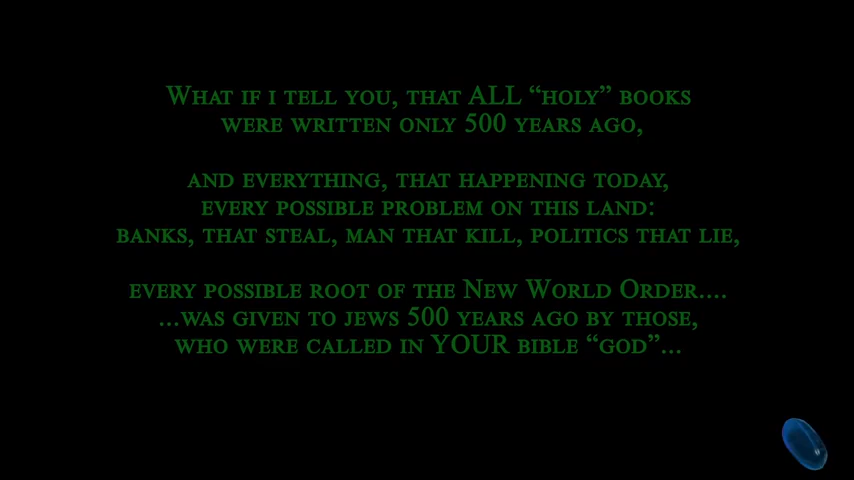 What if i tell you, that ALL “holy” books
were written only 500 years ago,
and everything, that happening today,
every possible problem on this land:
banks, that steal, man that kill, politics that lie,
every possible root of the New World Order....
...was given to jews 500 years ago by those,
who were called in YOUR bible “god”...